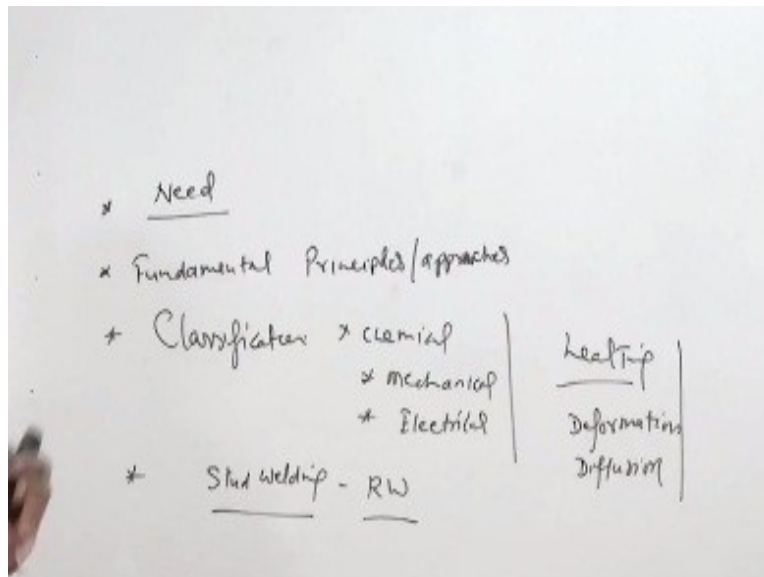 * Need
* Fundamental Principles/approaches
* Classification * chemical
* mechanical
* Electrical
heating
Deformation
Diffusion
* Stud welding - RW